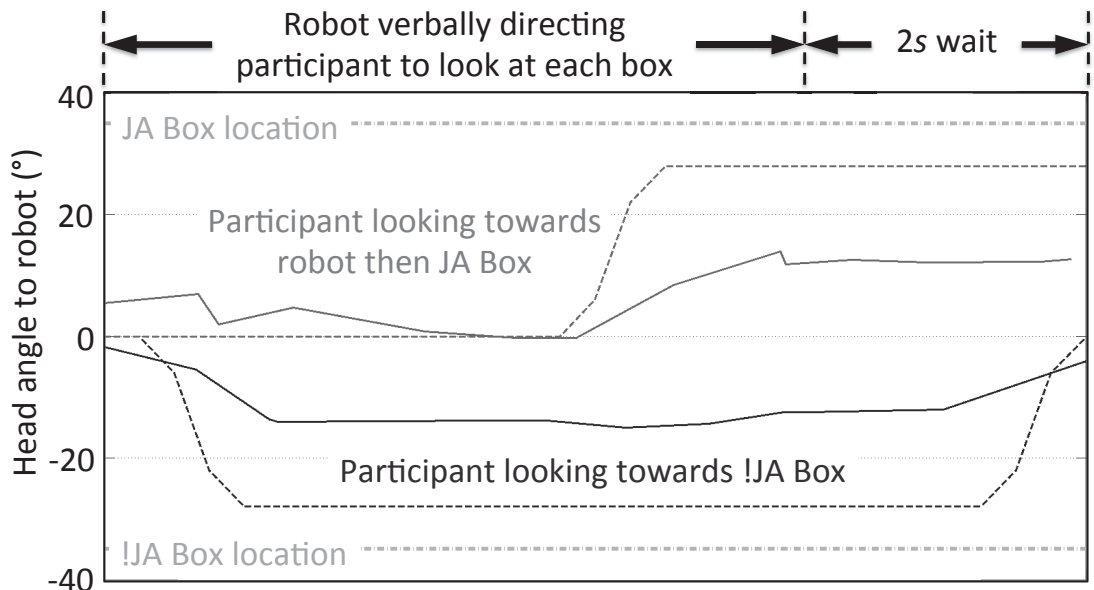 Robot verbally directing
participant to look at each box
2s wait
Head angle to robot (°)
40
20
0
-20
-40
JA Box location
Participant looking towards
robot then JA Box
Participant looking towards !JA Box
!JA Box location